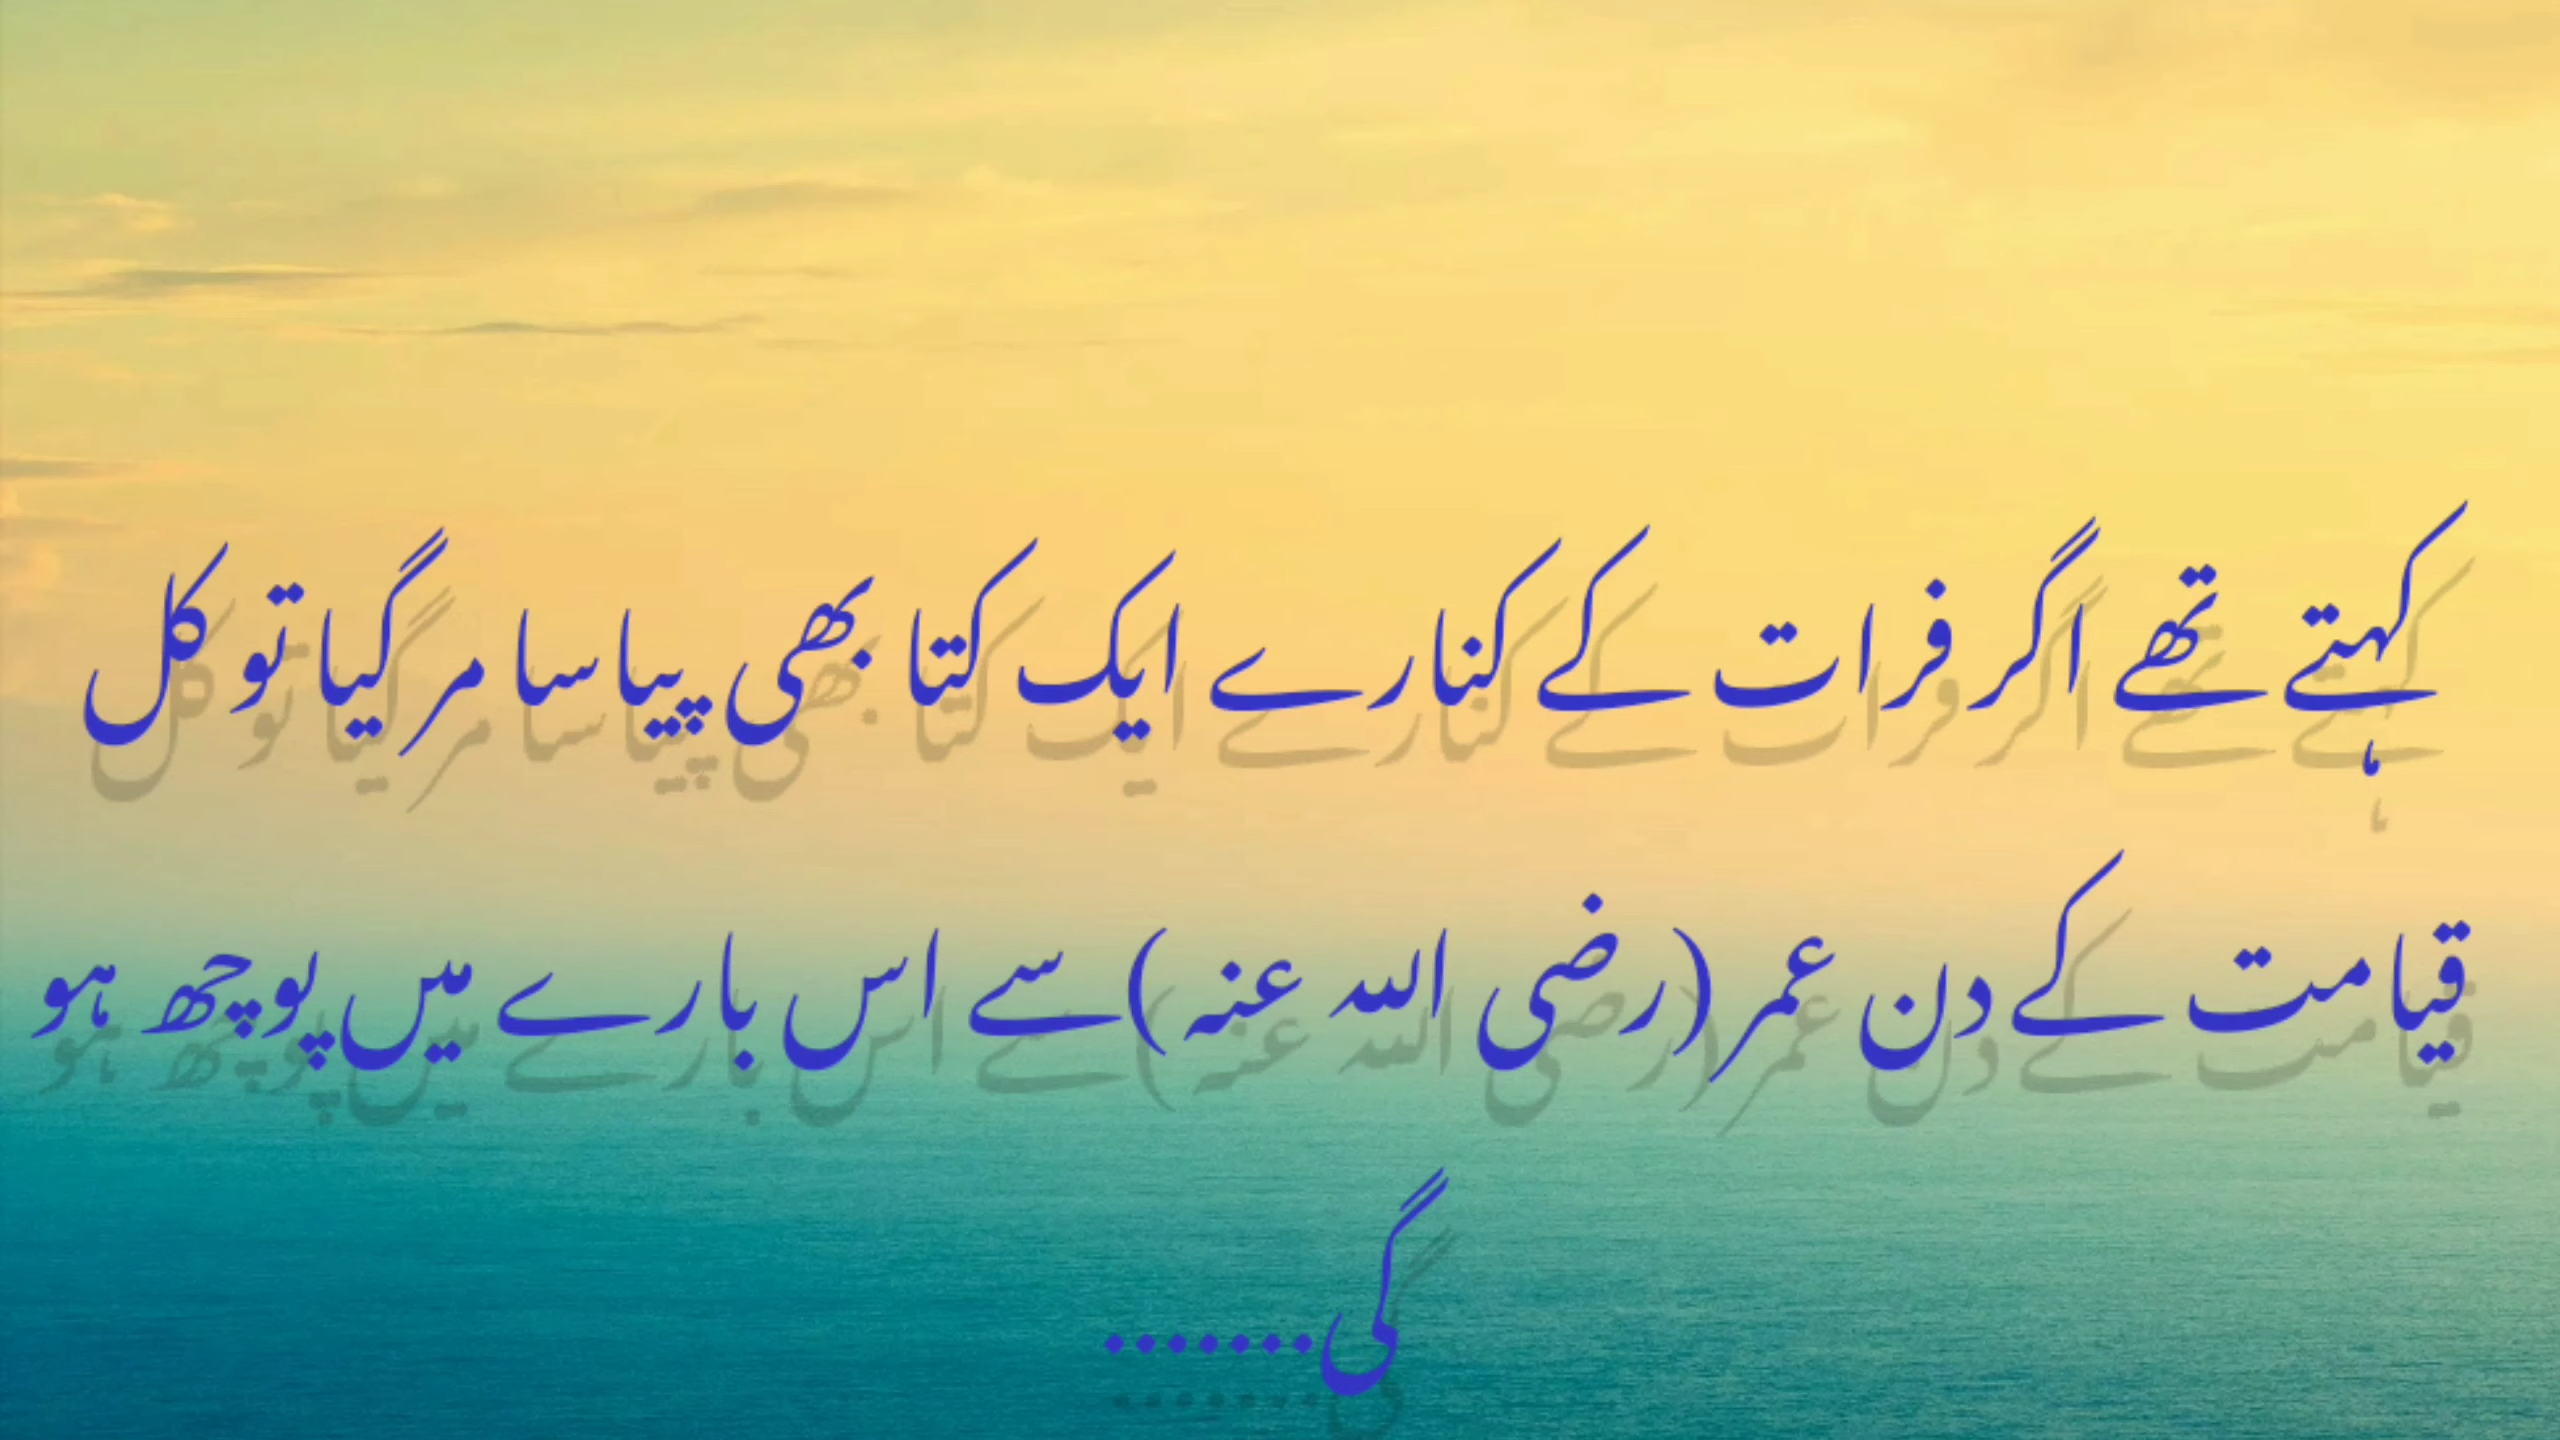 کہتے تھے اگر فرات کے کنارے ایک کتا بھی پیاسا مر گیا تو کل
قیامت کے دن عمر (رضی اللہ عنہ) سے اس بارے میں پوچھ ہو
گی.......